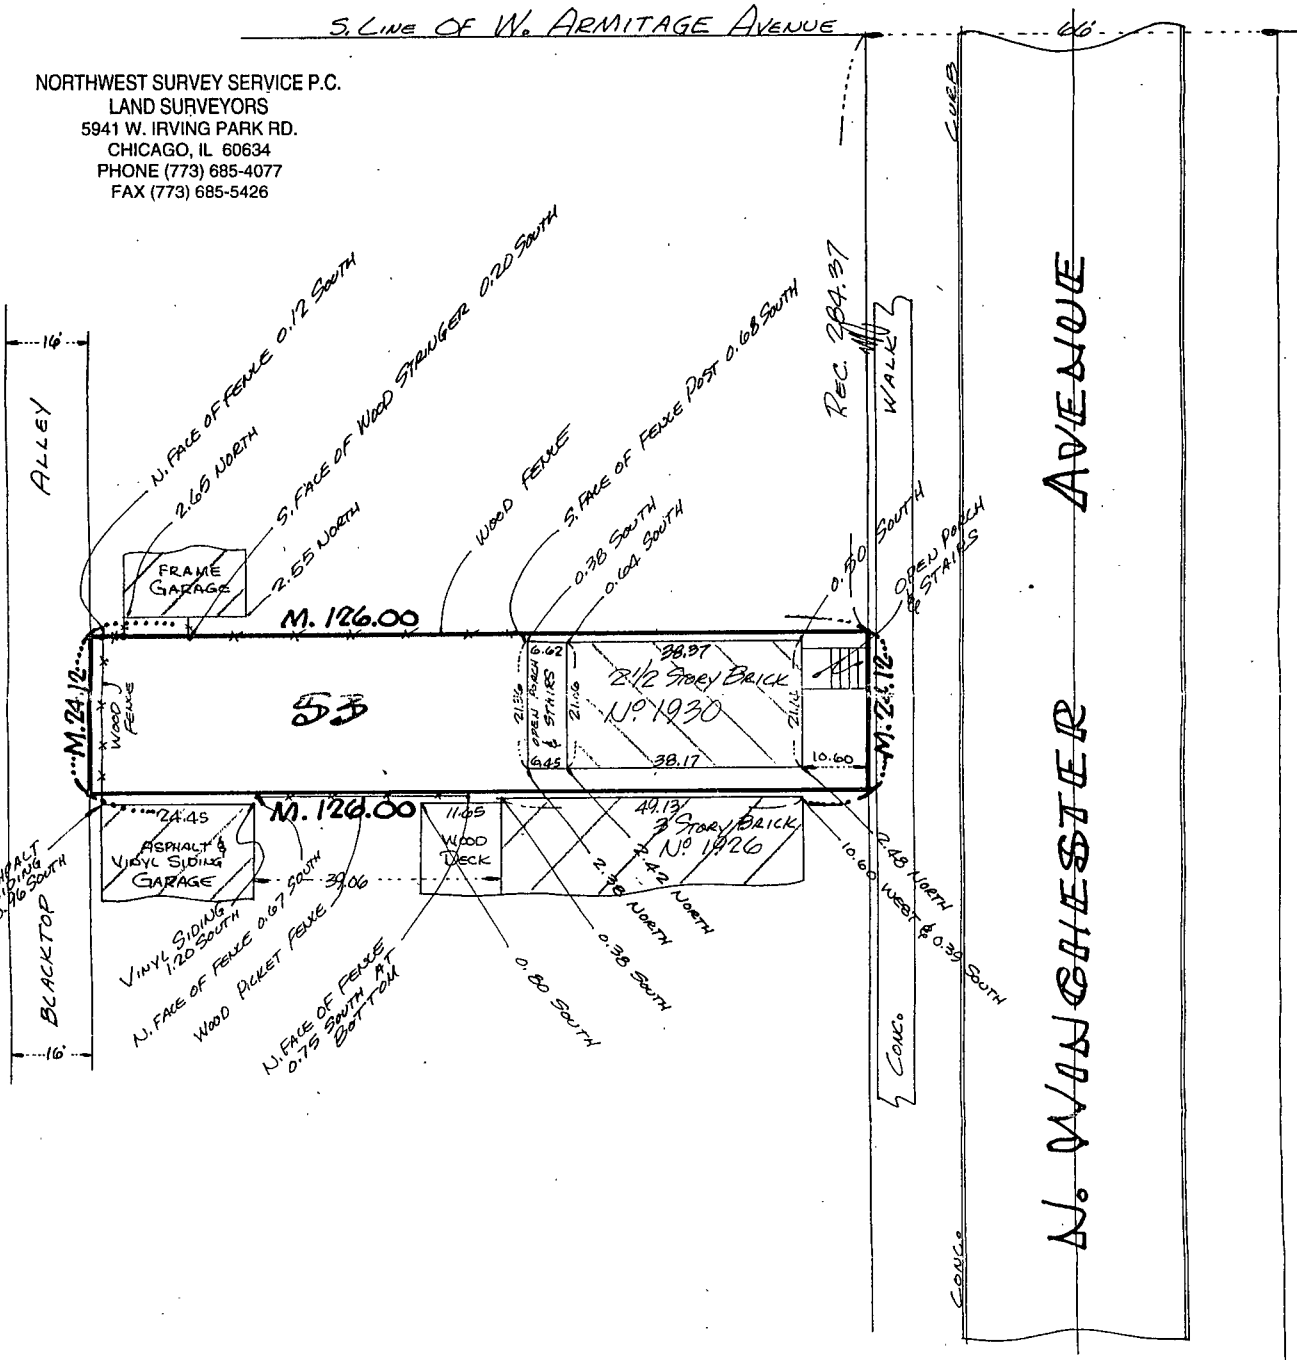 S. LINE OF W. ARMITAGE AVENUE
66'
NORTHWEST SURVEY SERVICE P.C.
LAND SURVEYORS
5941 W. IRVING PARK RD.
CHICAGO, IL 60634
PHONE (773) 685-4077
FAX (773) 685-5426
CURB
16'
ALLEY
N. FACE OF FENCE 0.12 SOUTH
2.65 NORTH
S. FACE OF WOOD STRINGER 0.20 SOUTH
2.55 NORTH
WOOD FENCE
S. FACE OF FENCE POST 0.68 SOUTH
0.38 SOUTH
0.64 SOUTH
REC. 284.37
WALK
0.50 SOUTH
OPEN PORCH
& STAIRS
N. WINCHESTER AVENUE
FRAME
GARAGE
M. 126.00
M. 24.12
WOOD
FENCE
53
21.56
6.62
OPEN PORCH
& STAIRS
6.45
21.16
38.37
2 1/2 STORY BRICK
Nº 1930
38.17
21.16
10.60
M. 24.12
M. 126.00
24.45
ASPHALT &
VINYL SIDING
GARAGE
39.06
11.65
WOOD
DECK
49.13
3 STORY BRICK
Nº 1926
0.96 SOUTH
BLACKTOP
16'
VINYL SIDING
1.20 SOUTH
N. FACE OF FENCE 0.67 SOUTH
WOOD PICKET FENCE
N. FACE OF FENCE
0.75 SOUTH AT
BOTTOM
0.80 SOUTH
0.38 SOUTH
2.38 NORTH
2.42 NORTH
2.48 NORTH
10.60 WEST & 0.39 SOUTH
CONC.
CONC.